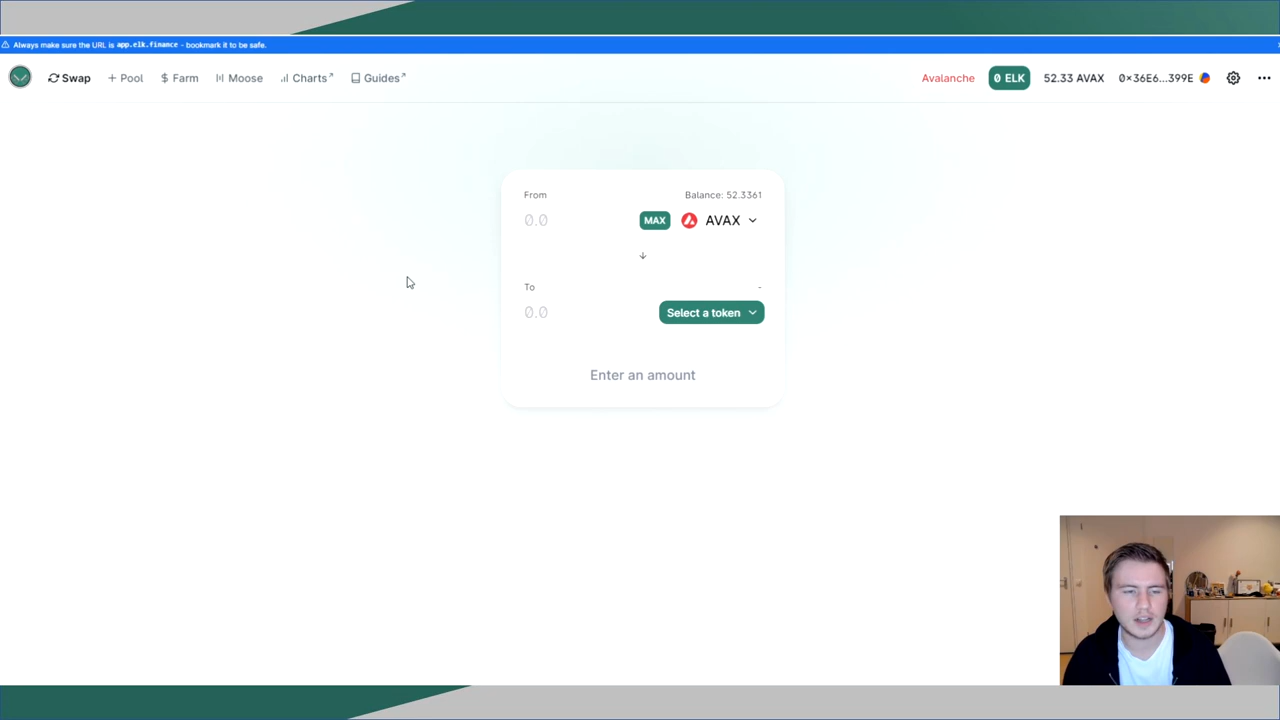 Always make sure the URL is app.elk.finance - bookmark it to be safe.
Swap Pool Farm Moose Charts Guides Avalanche 0 ELK 52.33 AVAX 0×36E6...399E
From Balance: 52.3361
0.0 MAX AVAX
To -
0.0 Select a token
Enter an amount